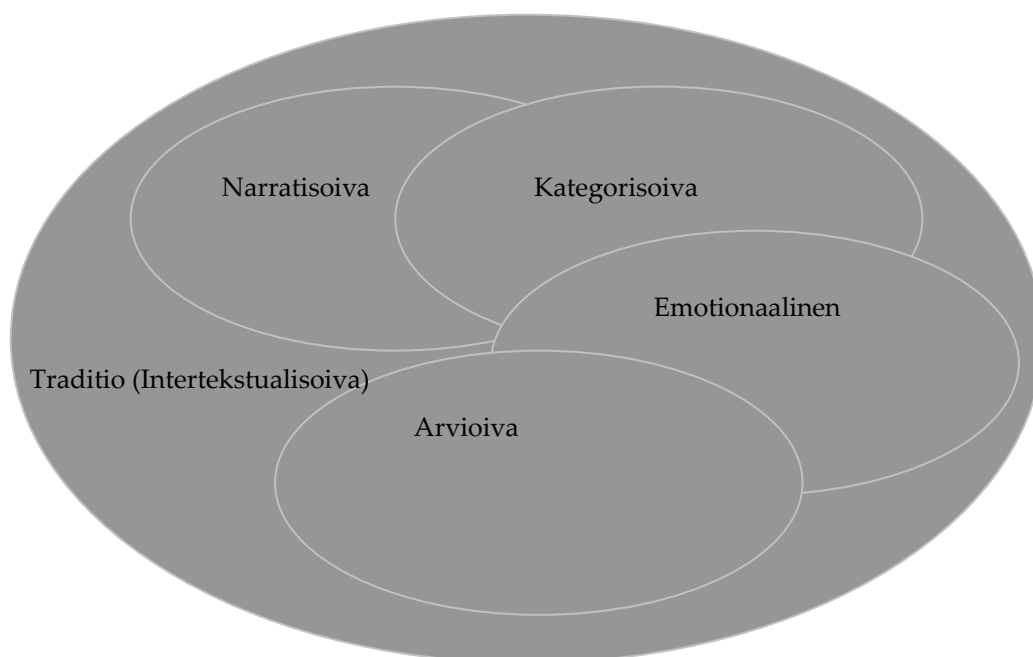 Narratisoiva
Kategorisoiva
Emotionaalinen
Traditio (Intertekstualisoiva)
Arvioiva